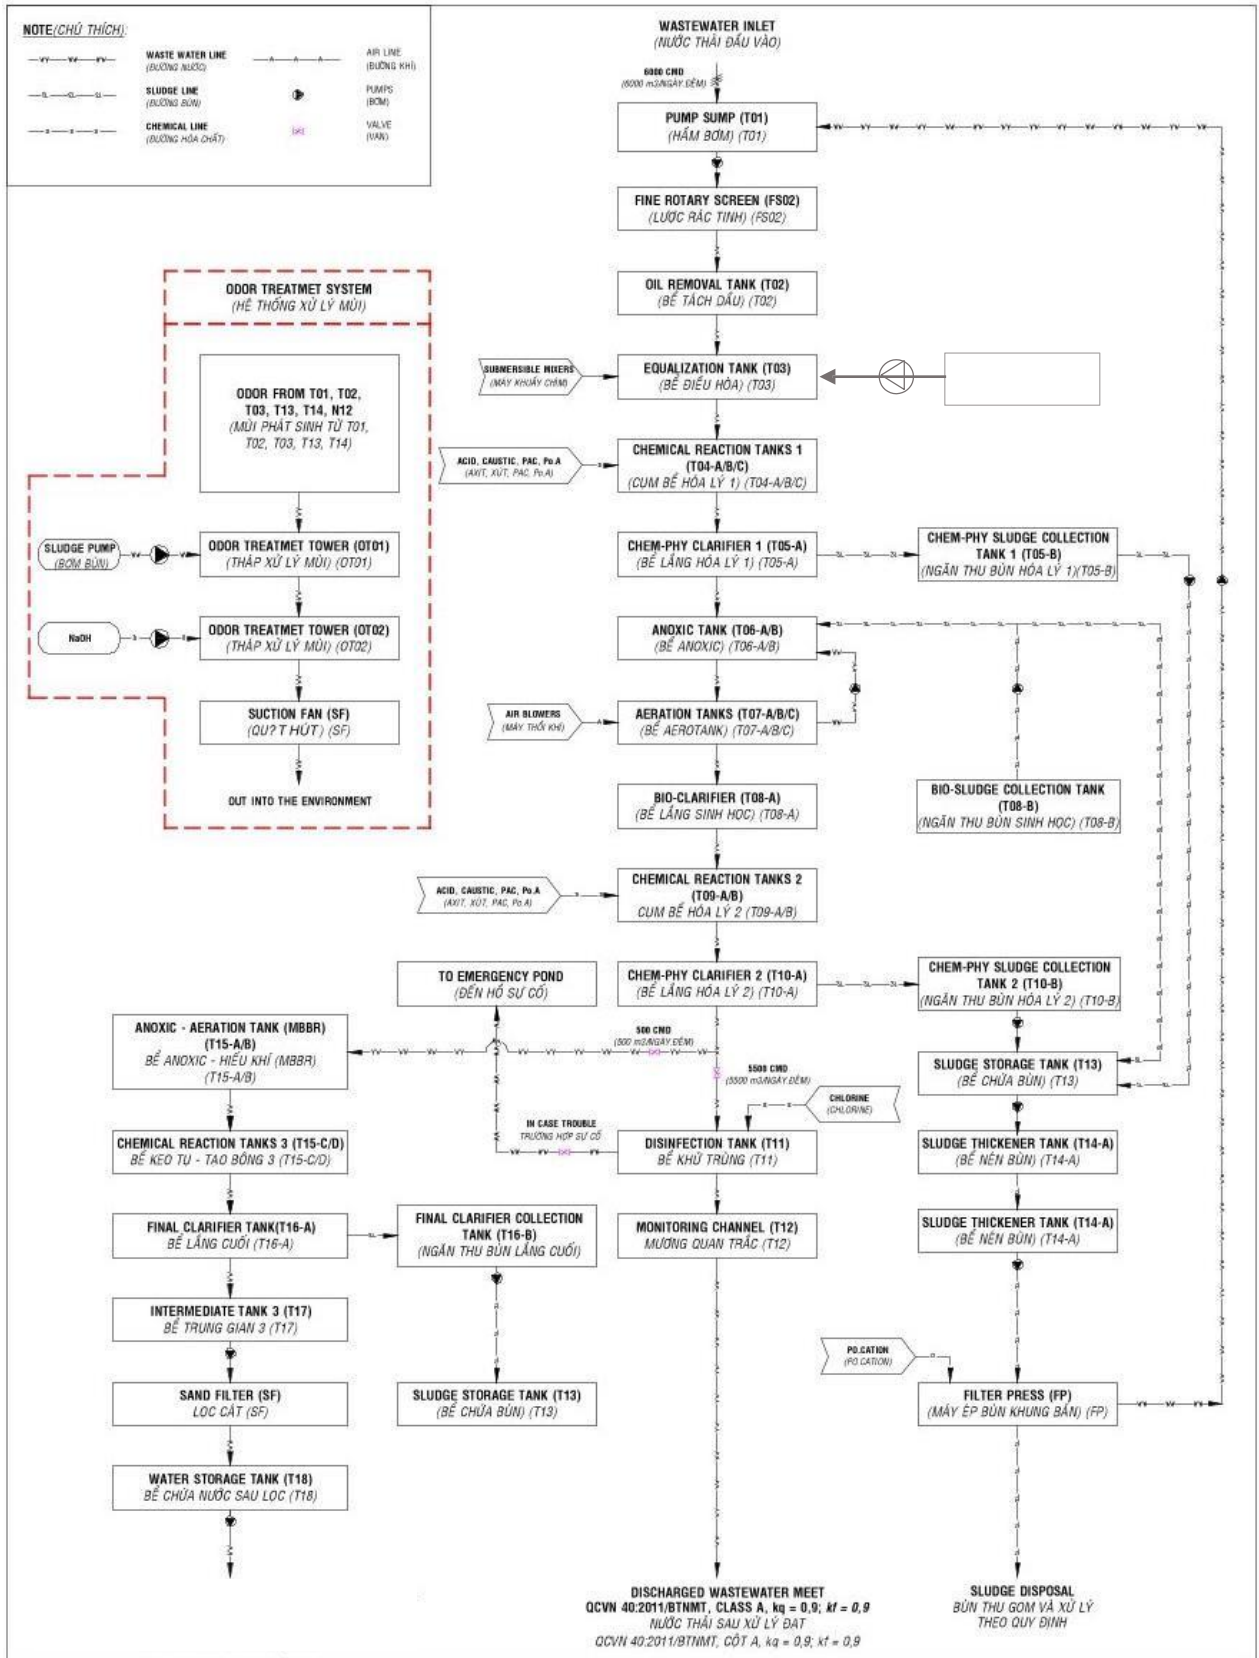 NOTE(CHÚ THÍCH):
WASTE WATER LINE
(ĐƯỜNG NƯỚC)
AIR LINE
(ĐƯỜNG KHÍ)
SLUDGE LINE
(ĐƯỜNG BÙN)
PUMPS
(BƠM)
CHEMICAL LINE
(ĐƯỜNG HÓA CHẤT)
VALVE
(VAN)
WASTEWATER INLET
(NƯỚC THẢI ĐẦU VÀO)
6000 CMD
(6000 m3/NGÀY ĐÊM)
PUMP SUMP (T01)
(HẦM BƠM) (T01)
FINE ROTARY SCREEN (FS02)
(LƯỢC RÁC TINH) (FS02)
OIL REMOVAL TANK (T02)
(BỂ TÁCH DẦU) (T02)
SUBMERSIBLE MIXERS
(MÁY KHUẤY CHÌM)
EQUALIZATION TANK (T03)
(BỂ ĐIỀU HÒA) (T03)
ACID, CAUSTIC, PAC, Po.A
(AXIT, XÚT, PAC, Po.A)
CHEMICAL REACTION TANKS 1
(T04-A/B/C)
(CỤM BỂ HÓA LÝ 1) (T04-A/B/C)
CHEM-PHY CLARIFIER 1 (T05-A)
(BỂ LẮNG HÓA LÝ 1) (T05-A)
CHEM-PHY SLUDGE COLLECTION
TANK 1 (T05-B)
(NGĂN THU BÙN HÓA LÝ 1)(T05-B)
ANOXIC TANK (T06-A/B)
(BỂ ANOXIC) (T06-A/B)
AIR BLOWERS
(MÁY THỔI KHÍ)
AERATION TANKS (T07-A/B/C)
(BỂ AEROTANK) (T07-A/B/C)
BIO-CLARIFIER (T08-A)
(BỂ LẮNG SINH HỌC) (T08-A)
BIO-SLUDGE COLLECTION TANK
(T08-B)
(NGĂN THU BÙN SINH HỌC) (T08-B)
ACID, CAUSTIC, PAC, Po.A
(AXIT, XÚT, PAC, Po.A)
CHEMICAL REACTION TANKS 2
(T09-A/B)
CỤM BỂ HÓA LÝ 2 (T09-A/B)
CHEM-PHY CLARIFIER 2 (T10-A)
(BỂ LẮNG HÓA LÝ 2) (T10-A)
CHEM-PHY SLUDGE COLLECTION
TANK 2 (T10-B)
(NGĂN THU BÙN HÓA LÝ 2) (T10-B)
ODOR TREATMET SYSTEM
(HỆ THỐNG XỬ LÝ MÙI)
ODOR FROM T01, T02,
T03, T13, T14, N12
(MÙI PHÁT SINH TỪ T01,
T02, T03, T13, T14)
SLUDGE PUMP
(BƠM BÙN)
ODOR TREATMET TOWER (OT01)
(THÁP XỬ LÝ MÙI) (OT01)
NaOH
ODOR TREATMET TOWER (OT02)
(THÁP XỬ LÝ MÙI) (OT02)
SUCTION FAN (SF)
(QU?T HÚT) (SF)
OUT INTO THE ENVIRONMENT
TO EMERGENCY POND
(ĐẾN HỒ SỰ CỐ)
500 CMD
(500 m3/NGÀY ĐÊM)
5500 CMD
(5500 m3/NGÀY ĐÊM)
ANOXIC - AERATION TANK (MBBR)
(T15-A/B)
BỂ ANOXIC - HIẾU KHÍ (MBBR)
(T15-A/B)
SLUDGE STORAGE TANK (T13)
(BỂ CHỨA BÙN) (T13)
CHLORINE
(CHLORINE)
IN CASE TROUBLE
TRƯỜNG HỢP SỰ CỐ
CHEMICAL REACTION TANKS 3 (T15-C/D)
BỂ KEO TỤ - TẠO BÔNG 3 (T15-C/D)
DISINFECTION TANK (T11)
BỂ KHỬ TRÙNG (T11)
SLUDGE THICKENER TANK (T14-A)
(BỂ NÉN BÙN) (T14-A)
FINAL CLARIFIER TANK(T16-A)
BỂ LẮNG CUỐI (T16-A)
FINAL CLARIFIER COLLECTION
TANK (T16-B)
(NGĂN THU BÙN LẮNG CUỐI)
MONITORING CHANNEL (T12)
MƯƠNG QUAN TRẮC (T12)
SLUDGE THICKENER TANK (T14-A)
(BỂ NÉN BÙN) (T14-A)
INTERMEDIATE TANK 3 (T17)
BỂ TRUNG GIAN 3 (T17)
PO.CATION
(PO.CATION)
SAND FILTER (SF)
LỌC CÁT (SF)
SLUDGE STORAGE TANK (T13)
(BỂ CHỨA BÙN) (T13)
FILTER PRESS (FP)
(MÁY ÉP BÙN KHUNG BẢN) (FP)
WATER STORAGE TANK (T18)
BỂ CHỨA NƯỚC SAU LỌC (T18)
DISCHARGED WASTEWATER MEET
QCVN 40:2011/BTNMT, CLASS A, kq = 0,9; kf = 0,9
NƯỚC THẢI SAU XỬ LÝ ĐẠT
QCVN 40:2011/BTNMT, CỘT A, kq = 0,9; kf = 0,9
SLUDGE DISPOSAL
BÙN THU GOM VÀ XỬ LÝ
THEO QUY ĐỊNH